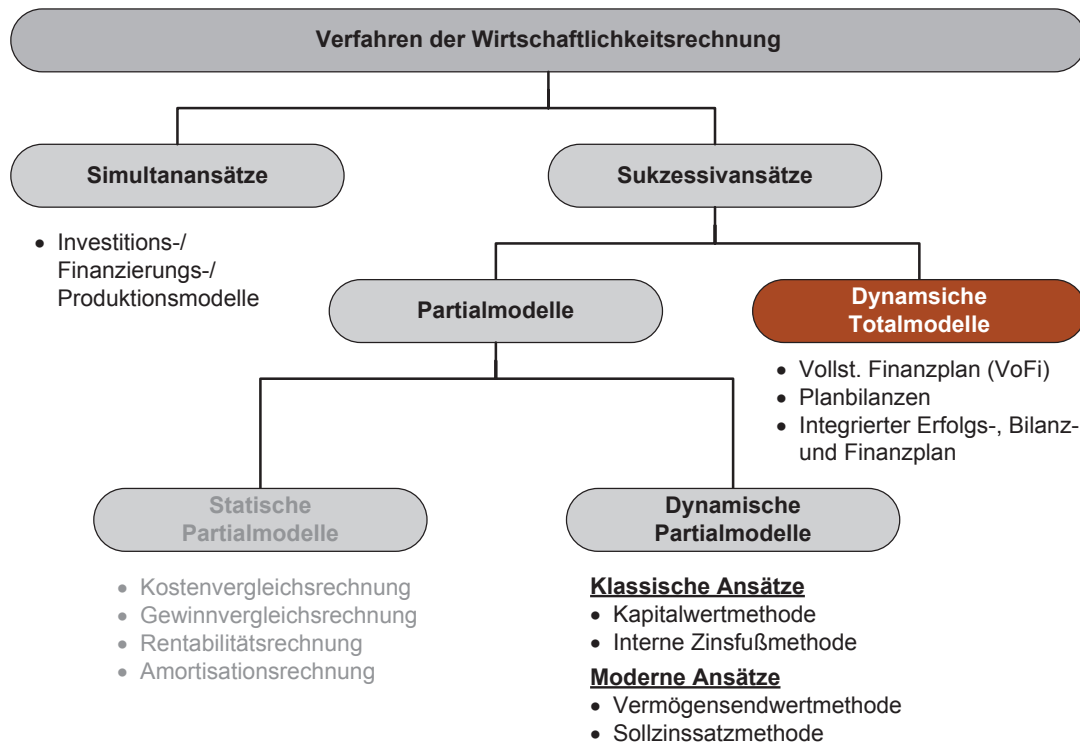 Verfahren der Wirtschaftlichkeitsrechnung
Simultanansätze
Sukzessivansätze
• Investitions-/
Finanzierungs-/
Produktionsmodelle
Partialmodelle
Dynamsiche
Totalmodelle
• Vollst. Finanzplan (VoFi)
• Planbilanzen
• Integrierter Erfolgs-, Bilanz-
und Finanzplan
Statische
Partialmodelle
Dynamische
Partialmodelle
• Kostenvergleichsrechnung
• Gewinnvergleichsrechnung
• Rentabilitätsrechnung
• Amortisationsrechnung
Klassische Ansätze
• Kapitalwertmethode
• Interne Zinsfußmethode
Moderne Ansätze
• Vermögensendwertmethode
• Sollzinssatzmethode